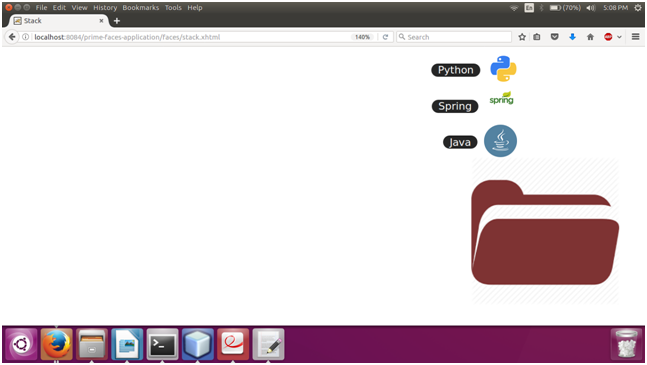 File Edit View History Bookmarks Tools Help
En (70%) 5:08 PM
Stack
localhost:8084/prime-faces-application/faces/stack.xhtml 140% Search
Python
Spring
spring
Java